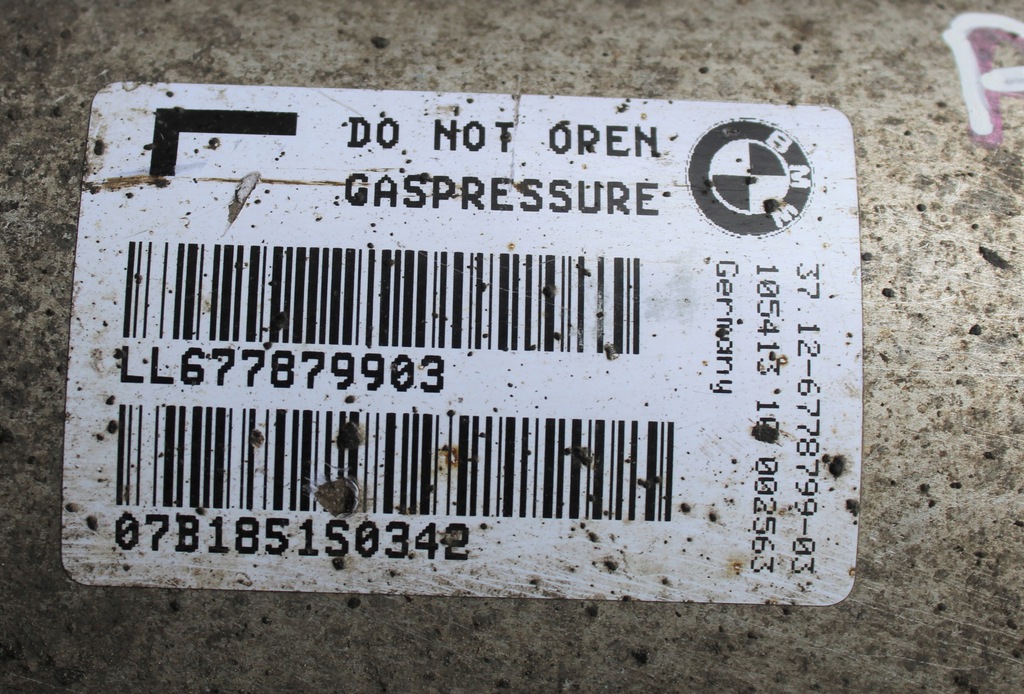 DO NOT OREN
GASPRESSURE
BMW
LL677879903
07B1851S0342
37.12-6778799-03
105413 10 002563
Germany